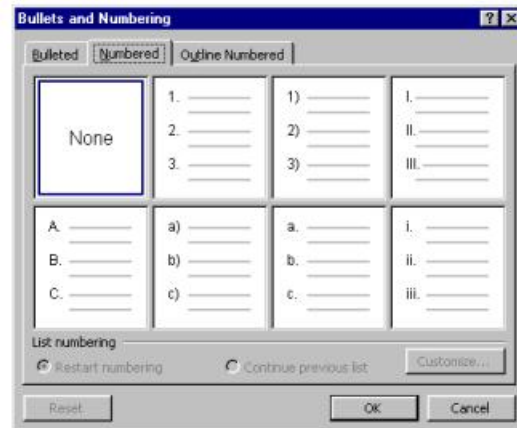 Bullets and Numbering
Bulleted Numbered Outline Numbered
None
1.
2.
3.
1)
2)
3)
I.
II.
III.
A.
B.
C.
a)
b)
c)
a.
b.
c.
i.
ii.
iii.
List numbering
Restart numbering Continue previous list Customize...
Reset OK Cancel